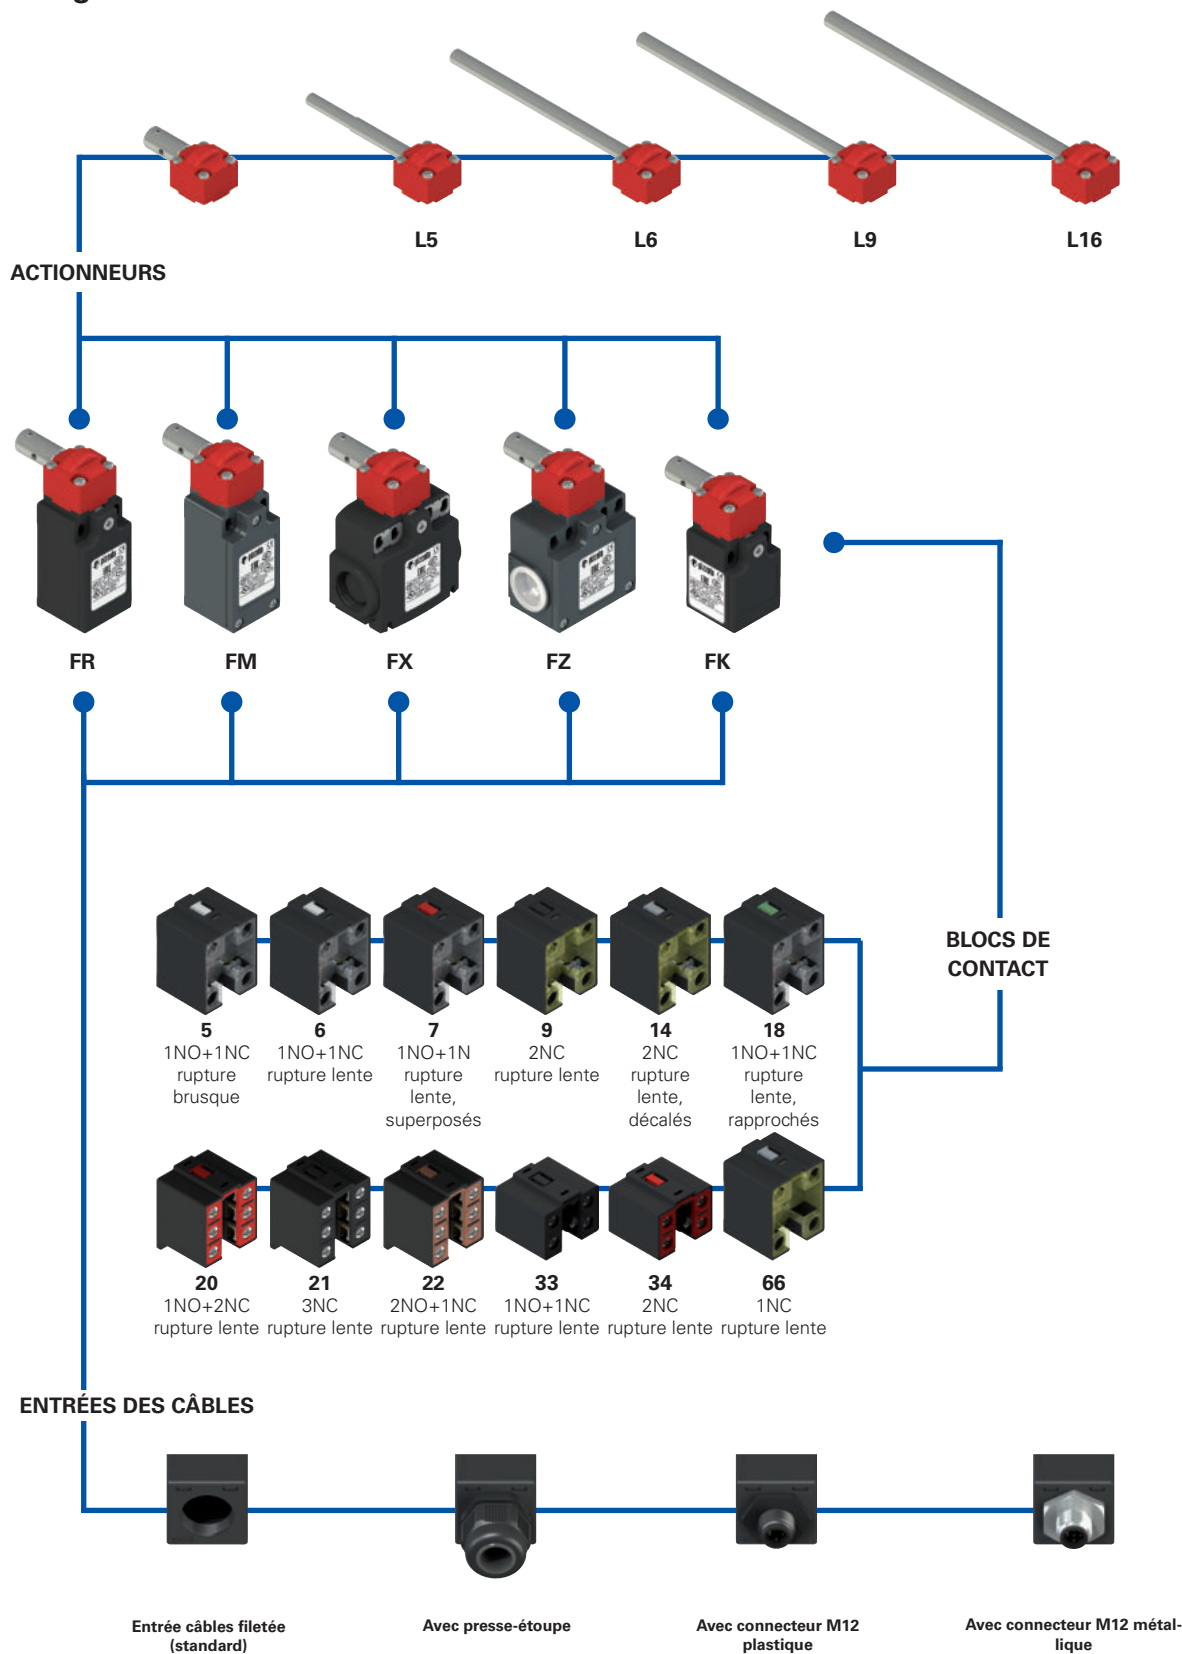 L5 L6 L9 L16
ACTIONNEURS
FR FM FX FZ FK
BLOCS DE
CONTACT
5
1NO+1NC
rupture
brusque
6
1NO+1NC
rupture lente
7
1NO+1N
rupture
lente,
superposés
9
2NC
rupture lente
14
2NC
rupture
lente,
décalés
18
1NO+1NC
rupture
lente,
rapprochés
20
1NO+2NC
rupture lente
21
3NC
rupture lente
22
2NO+1NC
rupture lente
33
1NO+1NC
rupture lente
34
2NC
rupture lente
66
1NC
rupture lente
ENTRÉES DES CÂBLES
Entrée câbles filetée
(standard)
Avec presse-étoupe
Avec connecteur M12
plastique
Avec connecteur M12 métal-
lique